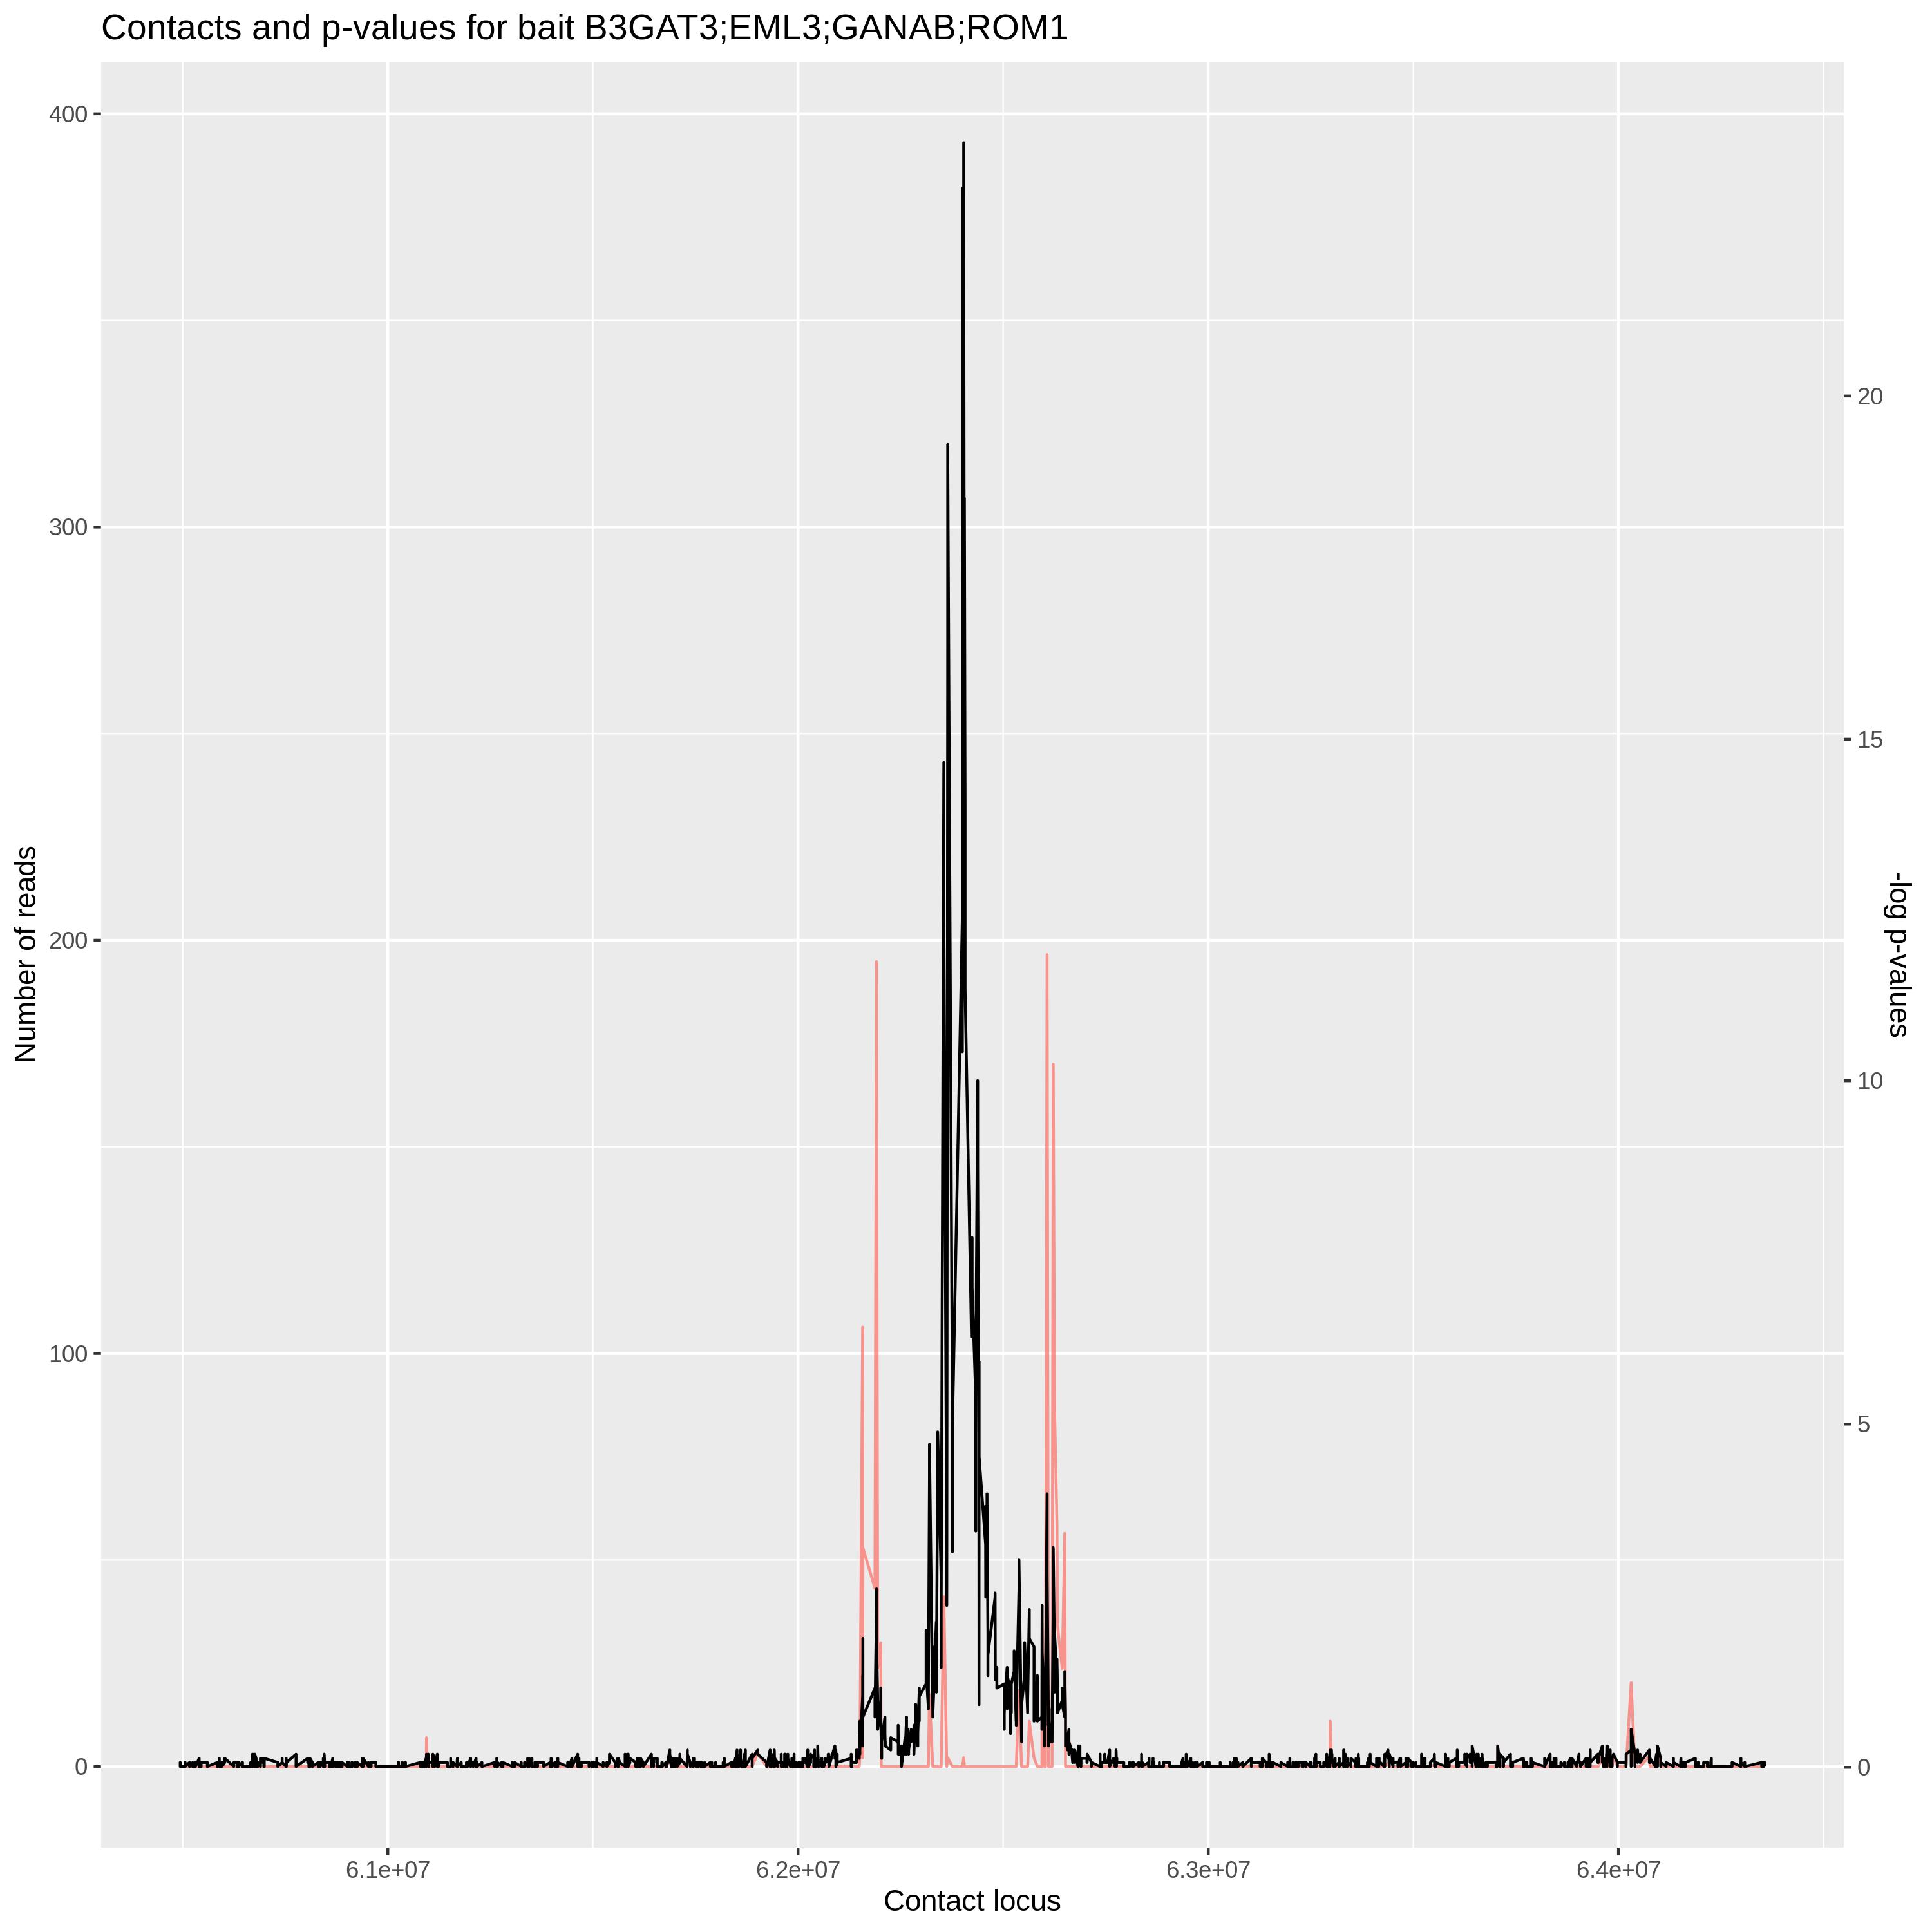 Contacts and p-values for bait B3GAT3;EML3;GANAB;ROM1
400
300
200
100
0
Number of reads
20
15
10
5
0
-log p-values
6.1e+07
6.2e+07
6.3e+07
6.4e+07
Contact locus